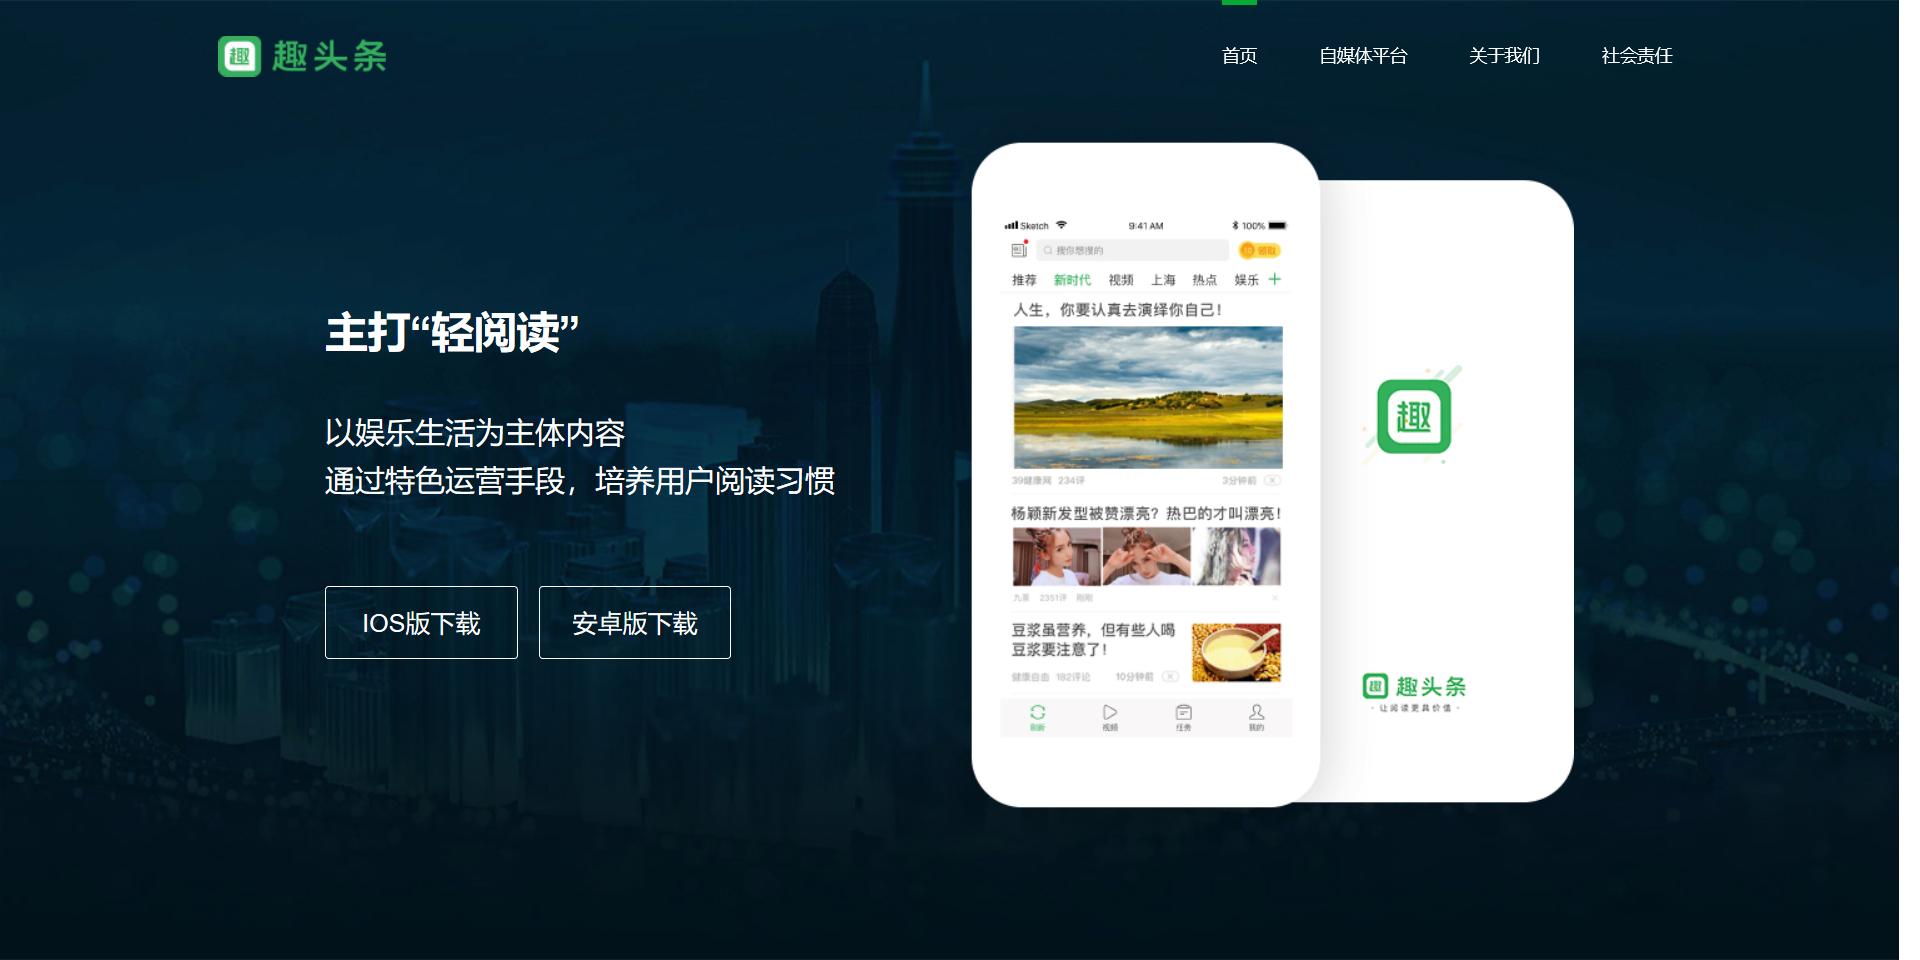 趣 趣头条
首页 自媒体平台 关于我们 社会责任
主打“轻阅读”
以娱乐生活为主体内容
通过特色运营手段，培养用户阅读习惯
IOS版下载 安卓版下载
Sketch 9:41 AM 100%
搜你想搜的 10 领取
推荐 新时代 视频 上海 热点 娱乐
人生，你要认真去演绎你自己！
39健康网 234评 3分钟前
杨颖新发型被赞漂亮？热巴的才叫漂亮！
2351评 刚刚
豆浆虽营养，但有些人喝
豆浆要注意了！
健康自由 182评论 10分钟前
刷新 视频 任务 我的
趣
趣 趣头条
· 让阅读更具价值 ·